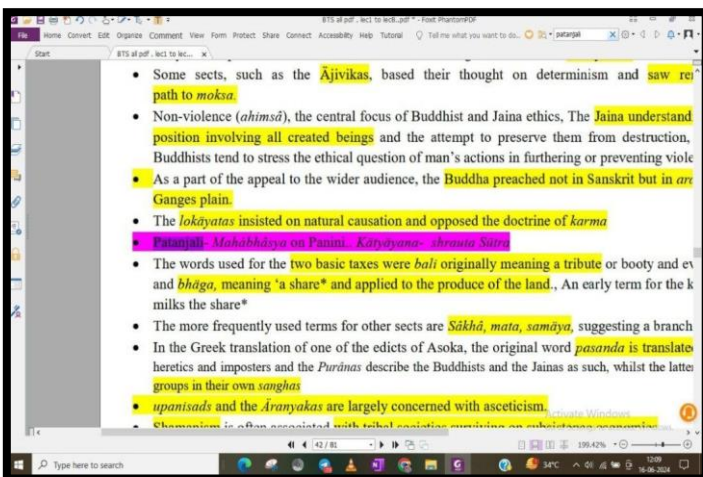 BTS al pdf . lec1 to lec8..pdf * - Foxit PhantomPDF
File Home Convert Edit Organize Comment View Form Protect Share Connect Accessibility Help Tutorial Tell me what you want to do.. patanjal
Start BTS al pdf . lec1 to lec... ×
• Some sects, such as the Ājivikas, based their thought on determinism and saw
path to moksa.
• Non-violence (ahimsâ), the central focus of Buddhist and Jaina ethics, The Jaina
position involving all created beings and the attempt to preserve them from destruction,
Buddhists tend to stress the ethical question of man's actions in furthering or preventing
• As a part of the appeal to the wider audience, the Buddha preached not in Sanskrit but in
Ganges plain.
• The lokāyatas insisted on natural causation and opposed the doctrine of karma
• Patanjali- Mahābhâsya on Panini.. Kātyāyana- shrauta Sūtra
• The words used for the two basic taxes were bali originally meaning a tribute or booty and
and bhāga, meaning 'a share* and applied to the produce of the land., An early term for the
milks the share*
• The more frequently used terms for other sects are Sâkhâ, mata, samāya, suggesting a branch
• In the Greek translation of one of the edicts of Asoka, the original word pasanda is
heretics and imposters and the Purânas describe the Buddhists and the Jainas as such, whilst the
groups in their own sanghas
• upanisads and the Āranyakas are largely concerned with asceticism.
Activate Windows
• Shamanism is often associated with tribal societies surviving on subsistence economies
42 / 81 199.42%
Type here to search 34°C 12:09
16-06-2024